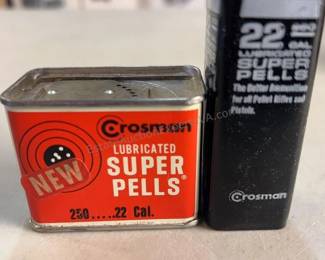 Crosman
LUBRICATED
SUPER
PELLS®
NEW
250.....22 Cal.
22 CAL
LUBRICATED
SUPER
PELLS
The Better Ammunition
for all Pellet Rifles and
Pistols.
Crosman